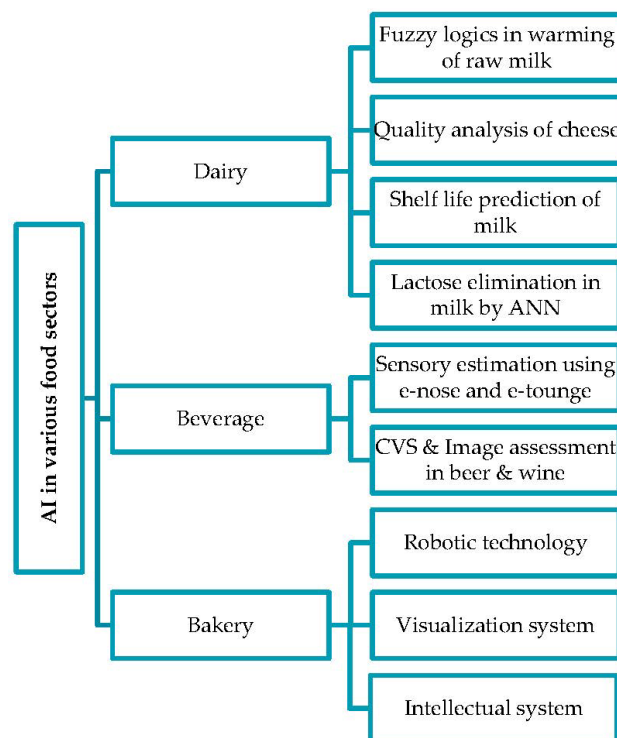 AI in various food sectors
Dairy
Fuzzy logics in warming
of raw milk
Quality analysis of cheese
Shelf life prediction of
milk
Lactose elimination in
milk by ANN
Beverage
Sensory estimation using
e-nose and e-tounge
CVS & Image assessment
in beer & wine
Bakery
Robotic technology
Visualization system
Intellectual system